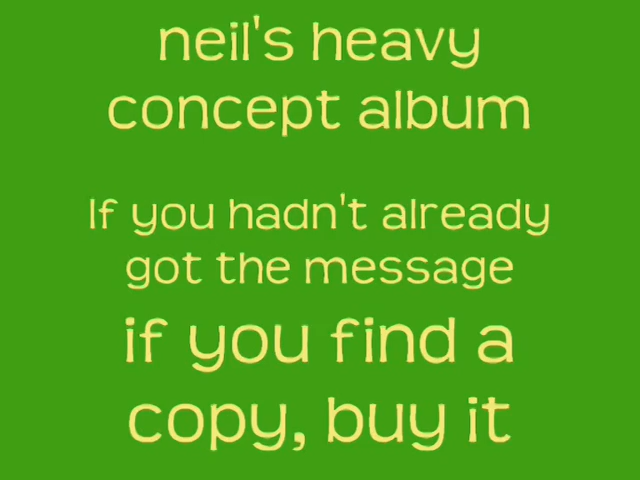 neil's heavy
concept album
If you hadn't already
got the message
if you find a
copy, buy it